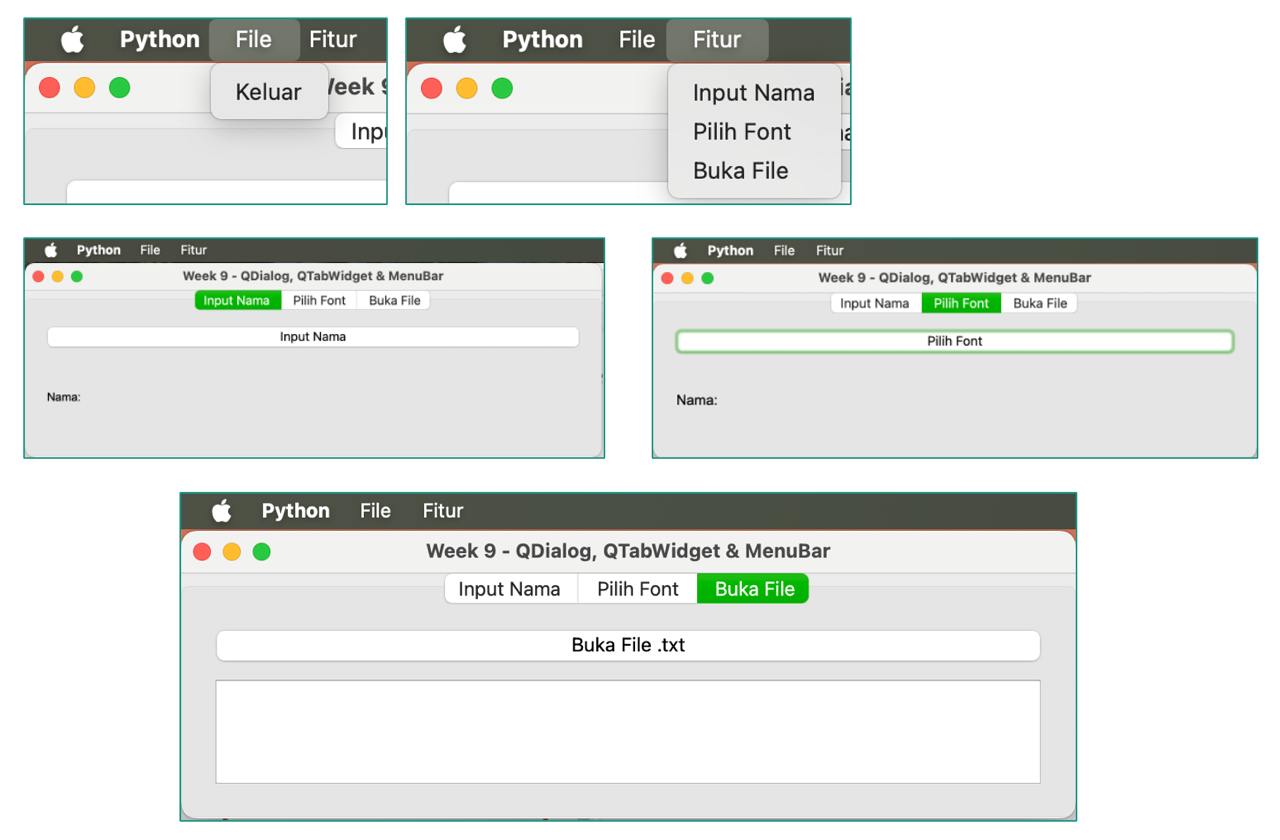 Python File Fitur
Keluar
Week 9
Python File Fitur
Input Nama
Pilih Font
Buka File
Python File Fitur
Week 9 - QDialog, QTabWidget & MenuBar
Input Nama Pilih Font Buka File
Input Nama
Nama:
Python File Fitur
Week 9 - QDialog, QTabWidget & MenuBar
Input Nama Pilih Font Buka File
Pilih Font
Nama:
Python File Fitur
Week 9 - QDialog, QTabWidget & MenuBar
Input Nama Pilih Font Buka File
Buka File .txt